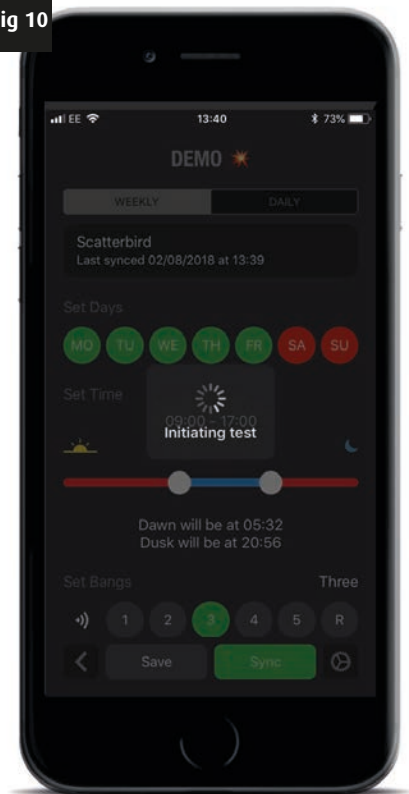 ig 10
EE 13:40 73%
DEMO
WEEKLY DAILY
Scatterbird
Last synced 02/08/2018 at 13:39
Set Days
MO TU WE TH FR SA SU
Set Time
09:00 - 17:00
Initiating test
Dawn will be at 05:32
Dusk will be at 20:56
Set Bangs Three
1 2 3 4 5 R
Save Sync